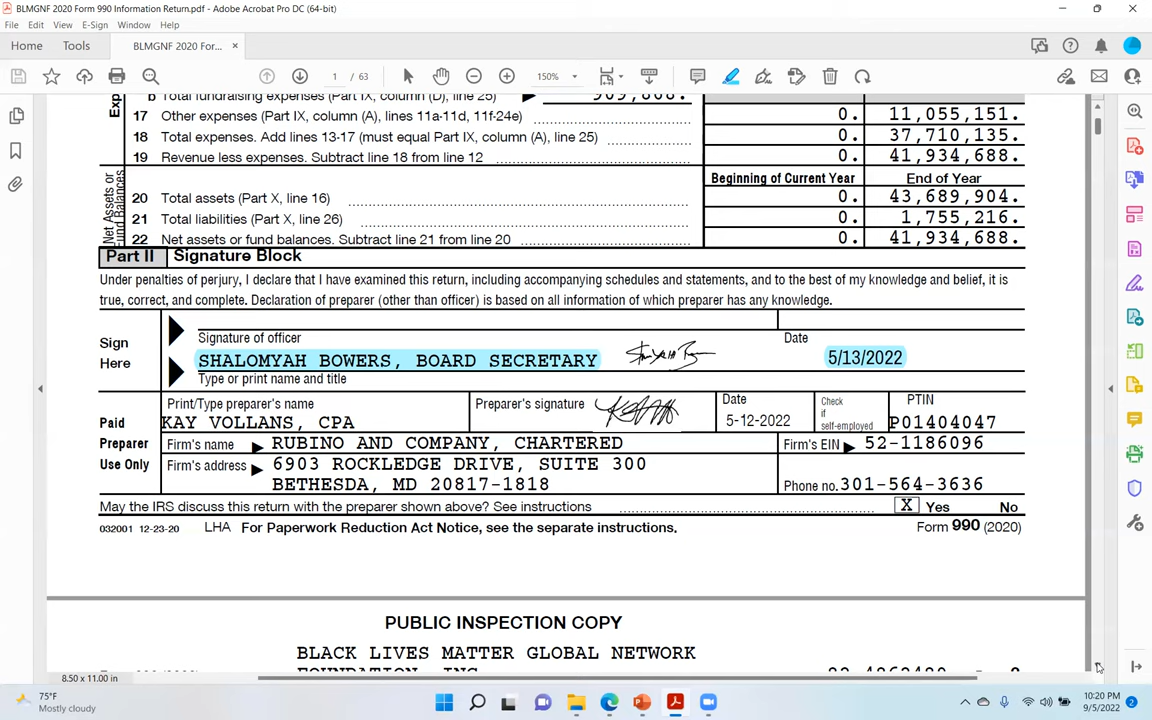 BLMGNF 2020 Form 990 Information Return.pdf - Adobe Acrobat Pro DC (64-bit)
File Edit View E-Sign Window Help
Home Tools BLMGNF 2020 For... ×
1 / 63 150%
b Total fundraising expenses (Part IX, column (D), line 25) 909,868.
17 Other expenses (Part IX, column (A), lines 11a-11d, 11f-24e) 0. 11,055,151.
18 Total expenses. Add lines 13-17 (must equal Part IX, column (A), line 25) 0. 37,710,135.
19 Revenue less expenses. Subtract line 18 from line 12 0. 41,934,688.
Exp
Net Assets or
Fund Balances
Beginning of Current Year End of Year
20 Total assets (Part X, line 16) 0. 43,689,904.
21 Total liabilities (Part X, line 26) 0. 1,755,216.
22 Net assets or fund balances. Subtract line 21 from line 20 0. 41,934,688.
Part II Signature Block
Under penalties of perjury, I declare that I have examined this return, including accompanying schedules and statements, and to the best of my knowledge and belief, it is
true, correct, and complete. Declaration of preparer (other than officer) is based on all information of which preparer has any knowledge.
Sign
Here
Signature of officer Date
SHALOMYAH BOWERS, BOARD SECRETARY 5/13/2022
Type or print name and title
Paid
Preparer
Use Only
Print/Type preparer's name Preparer's signature Date Check
if
self-employed PTIN
KAY VOLLANS, CPA 5-12-2022 P01404047
Firm's name RUBINO AND COMPANY, CHARTERED Firm's EIN 52-1186096
Firm's address 6903 ROCKLEDGE DRIVE, SUITE 300
BETHESDA, MD 20817-1818 Phone no. 301-564-3636
May the IRS discuss this return with the preparer shown above? See instructions X Yes No
032001 12-23-20 LHA For Paperwork Reduction Act Notice, see the separate instructions. Form 990 (2020)
PUBLIC INSPECTION COPY
BLACK LIVES MATTER GLOBAL NETWORK
8.50 x 11.00 in
75°F
Mostly cloudy
10:20 PM
9/5/2022
2